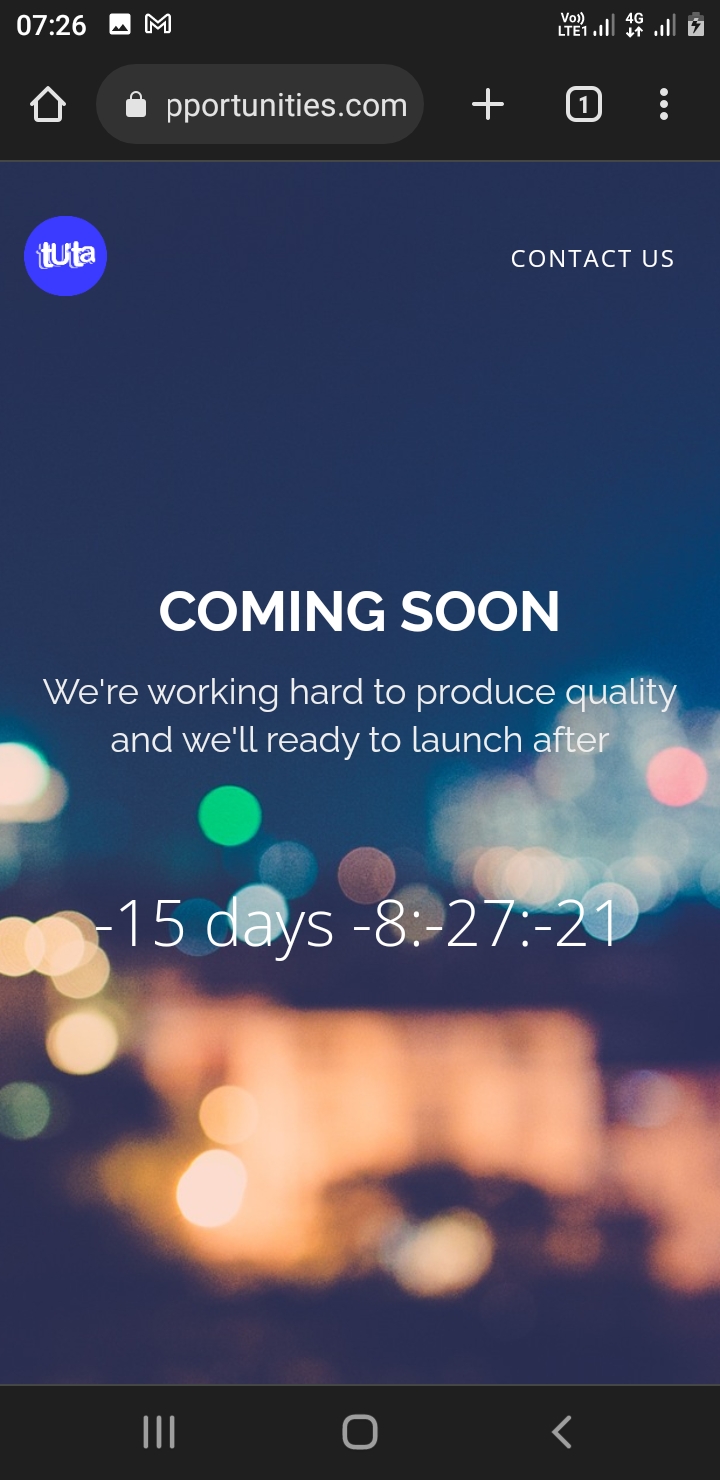 07:26
Vo))
LTE1
4G
pportunities.com
1
tUta
CONTACT US
COMING SOON
We're working hard to produce quality
and we'll ready to launch after
-15 days -8:-27:-21